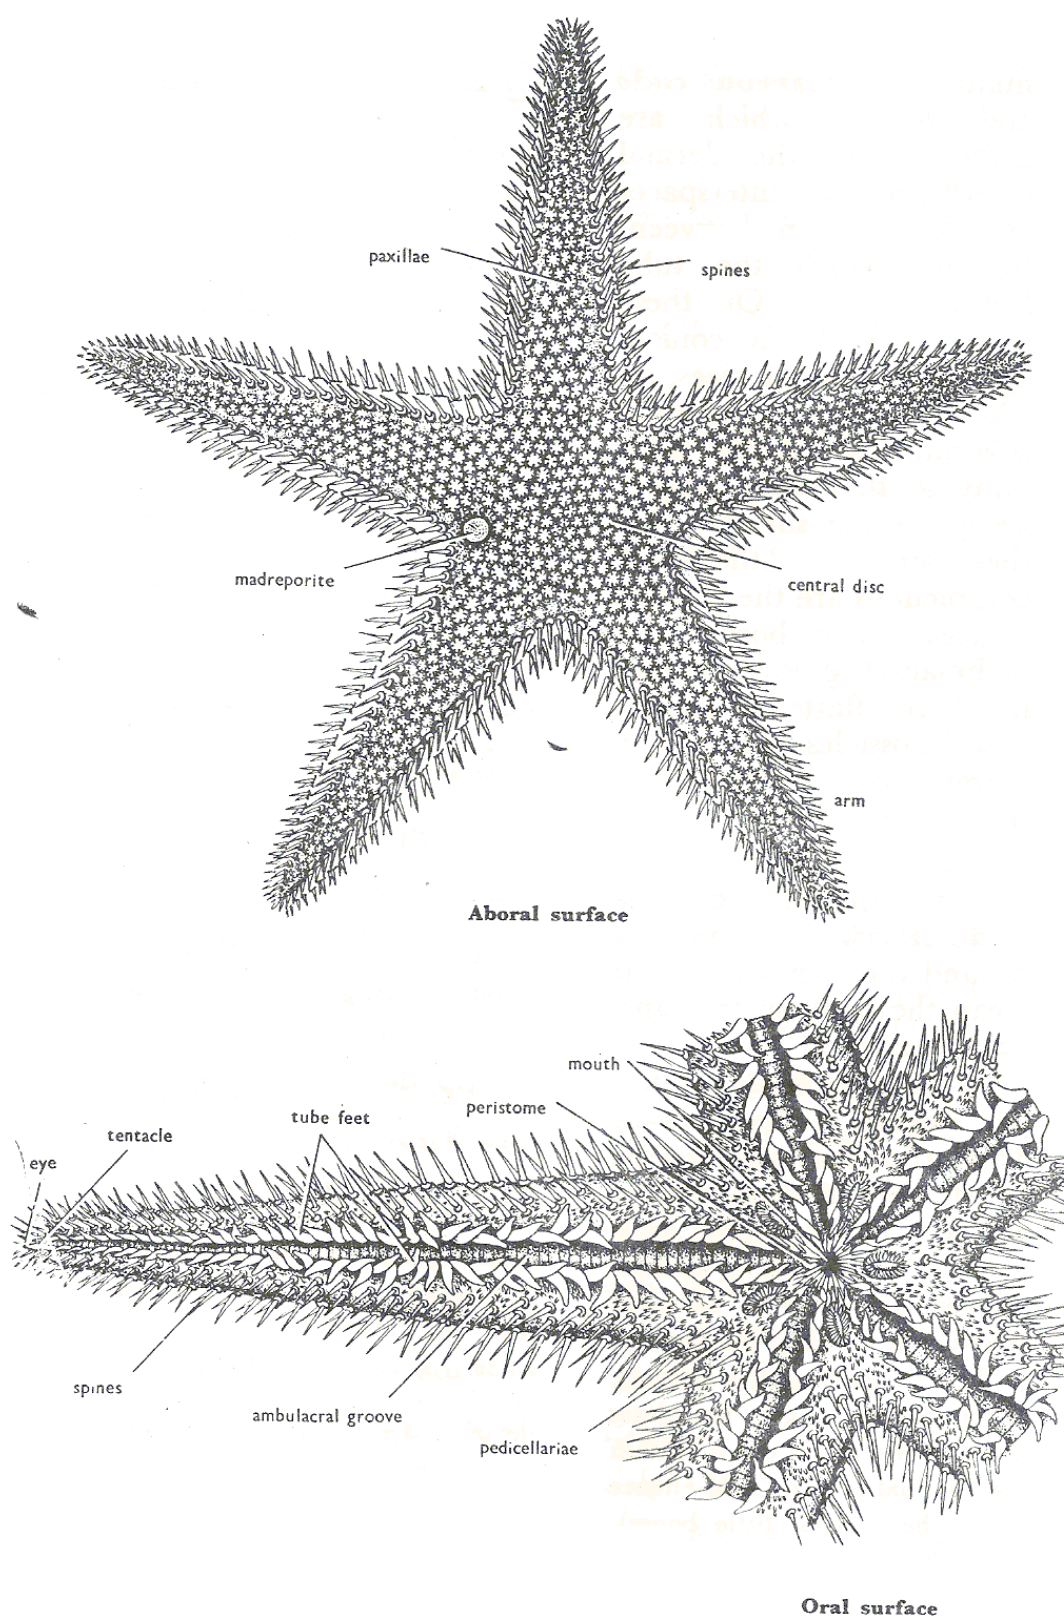 paxillae
spines
madreporite
central disc
arm
Aboral surface
mouth
peristome
tube feet
tentacle
eye
spines
ambulacral groove
pedicellariae
Oral surface